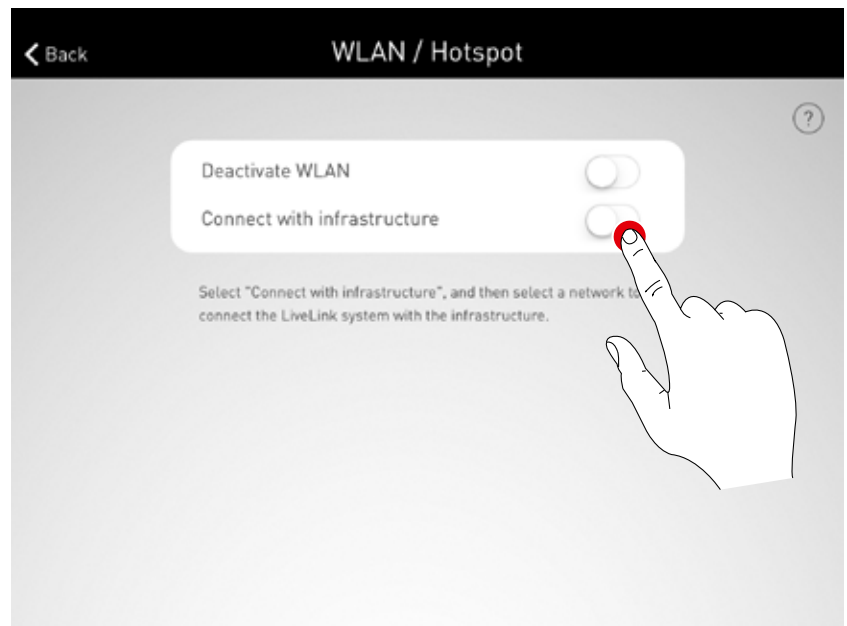 Back
WLAN / Hotspot
?
Deactivate WLAN
Connect with infrastructure
Select "Connect with infrastructure", and then select a network to
connect the LiveLink system with the infrastructure.